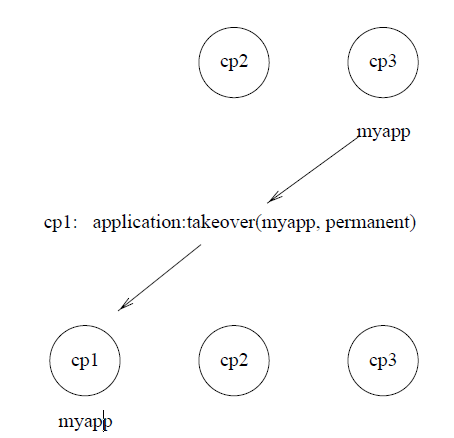 cp2 cp3
myapp
cp1: application:takeover(myapp, permanent)
cp1 cp2 cp3
myapp